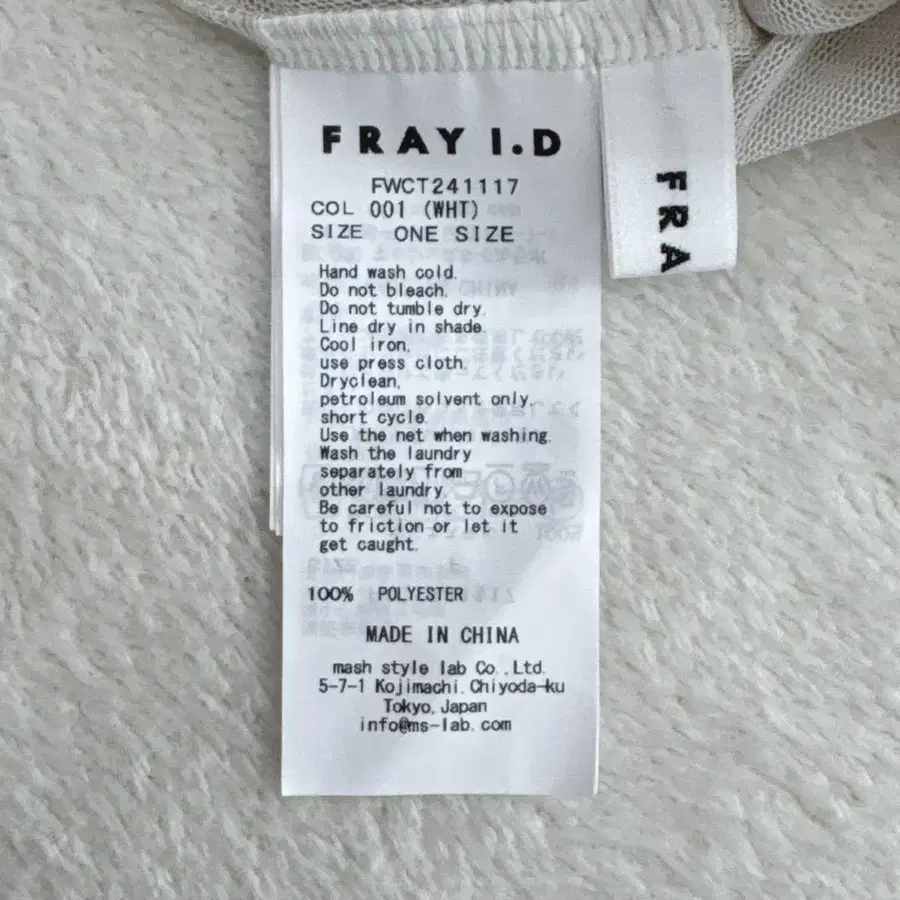 FRAY I.D
FWCT241117
COL 001 (WHT)
SIZE ONE SIZE
Hand wash cold.
Do not bleach.
Do not tumble dry.
Line dry in shade.
Cool iron,
use press cloth.
Dryclean,
petroleum solvent only,
short cycle.
Use the net when washing.
Wash the laundry
separately from
other laundry.
Be careful not to expose
to friction or let it
get caught.
100% POLYESTER
MADE IN CHINA
mash style lab Co.,Ltd.
5-7-1 Kojimachi,Chiyoda-ku
Tokyo,Japan
info@ms-lab.com
FRA